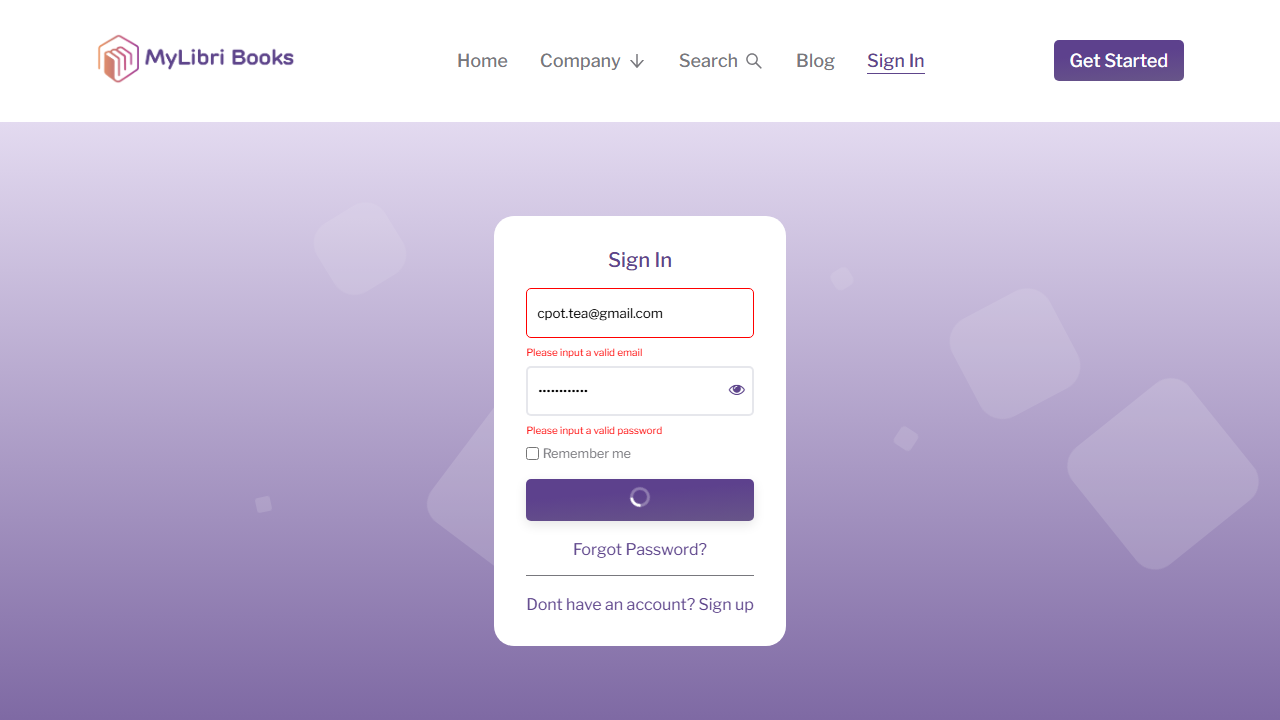 MyLibri Books
Home
Company
Search
Blog
Sign In
Get Started
Sign In
cpot.tea@gmail.com
Please input a valid email
••••••••••••
Please input a valid password
Remember me
Forgot Password?
Dont have an account? Sign up